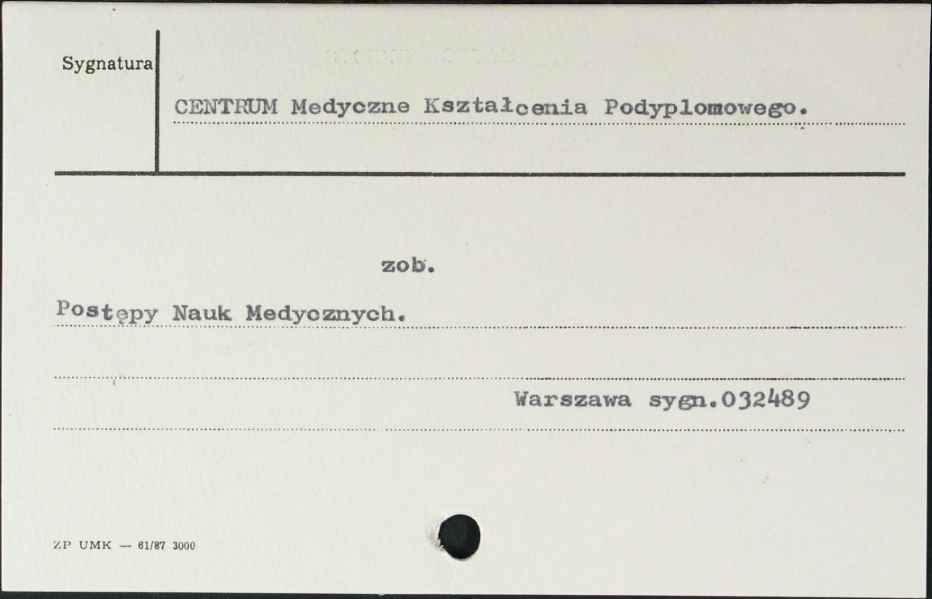 Sygnatura
CENTRUM Medyczne Kształcenia Podyplomowego.
zob.
Postępy Nauk Medycznych.
Warszawa sygn.032489
ZP UMK — 61/87 3000